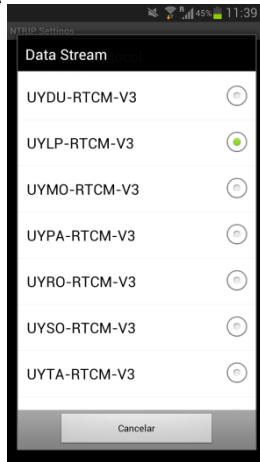 R 45% 11:39
NTRIP Settings
Data Stream
UYDU-RTCM-V3
UYLP-RTCM-V3
UYMO-RTCM-V3
UYPA-RTCM-V3
UYRO-RTCM-V3
UYSO-RTCM-V3
UYTA-RTCM-V3
Cancelar